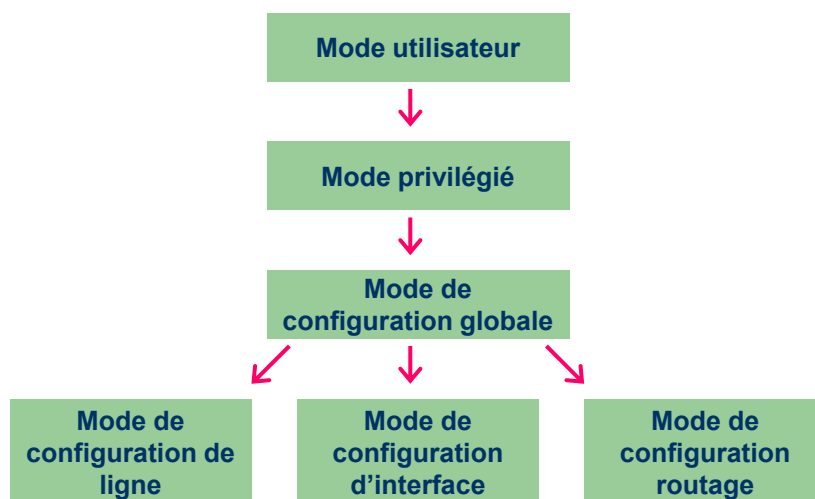 Mode utilisateur
Mode privilégié
Mode de
configuration globale
Mode de
configuration de
ligne
Mode de
configuration
d’interface
Mode de
configuration
routage